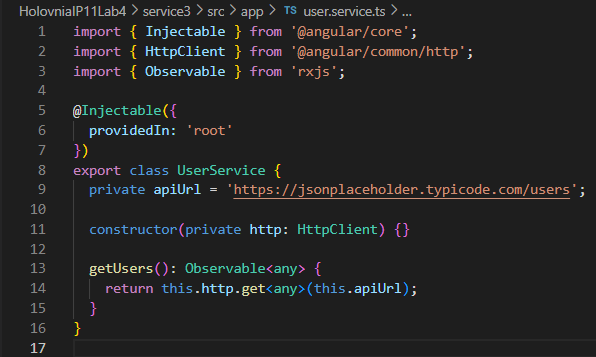 HolovniaIP11Lab4 > service3 > src > app > TS user.service.ts > ...
1 import { Injectable } from '@angular/core';
2 import { HttpClient } from '@angular/common/http';
3 import { Observable } from 'rxjs';
4
5 @Injectable({
6   providedIn: 'root'
7 })
8 export class UserService {
9   private apiUrl = 'https://jsonplaceholder.typicode.com/users';
10
11   constructor(private http: HttpClient) {}
12
13   getUsers(): Observable<any> {
14     return this.http.get<any>(this.apiUrl);
15   }
16 }
17